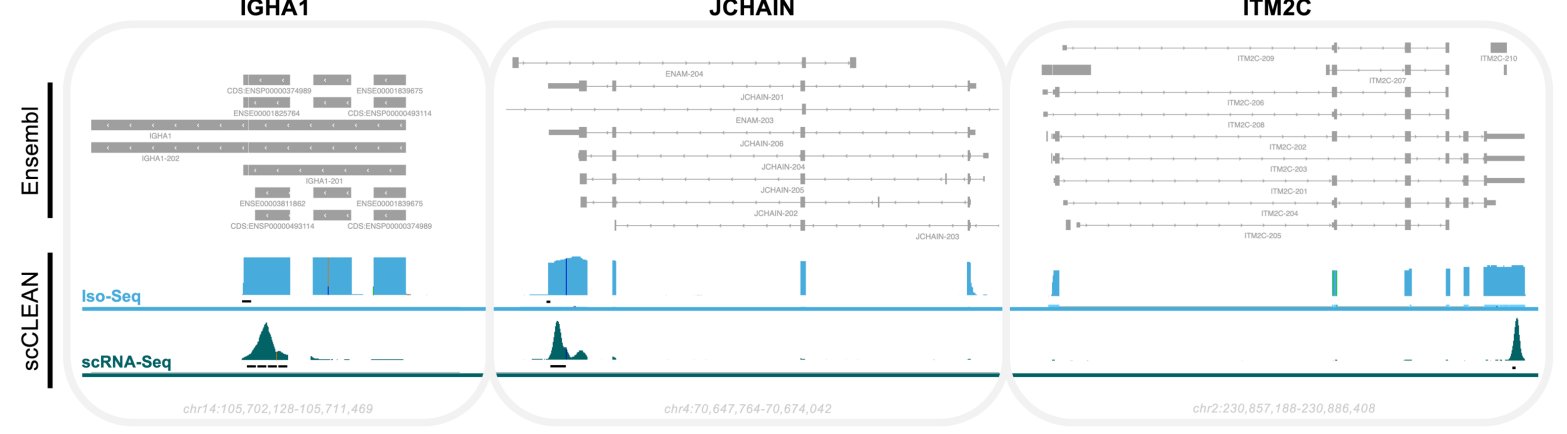 IGHA1
CDS:ENSP00000374989 ENSE00001839675
ENSE00001825764 CDS:ENSP00000493114
IGHA1
IGHA1-202
IGHA1-201
ENSE00003811862 ENSE00001839675
CDS:ENSP00000493114 CDS:ENSP00000374989
JCHAIN
ENAM-204
JCHAIN-201
ENAM-203
JCHAIN-206
JCHAIN-204
JCHAIN-205
JCHAIN-202
JCHAIN-203
ITM2C
ITM2C-209 ITM2C-210
ITM2C-207
ITM2C-206
ITM2C-208
ITM2C-202
ITM2C-203
ITM2C-201
ITM2C-204
ITM2C-205
Ensembl
scCLEAN
Iso-Seq
scRNA-Seq
chr14:105,702,128-105,711,469
chr4:70,647,764-70,674,042
chr2:230,857,188-230,886,408